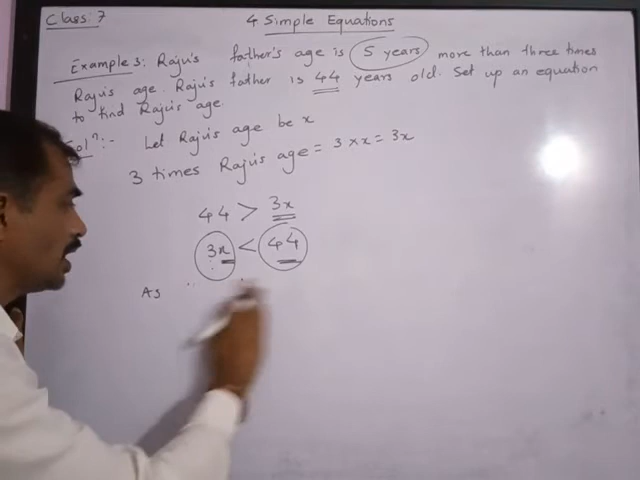 Class: 7
4 Simple Equations
Example 3: Raju's father's age is 5 years more than three times
Raju's age. Raju's father is 44 years old. Set up an equation
to find Raju's age.
Solⁿ:- Let Raju's age be x
3 times Raju's age = 3 × x = 3x
44 > 3x
3x < 44
As